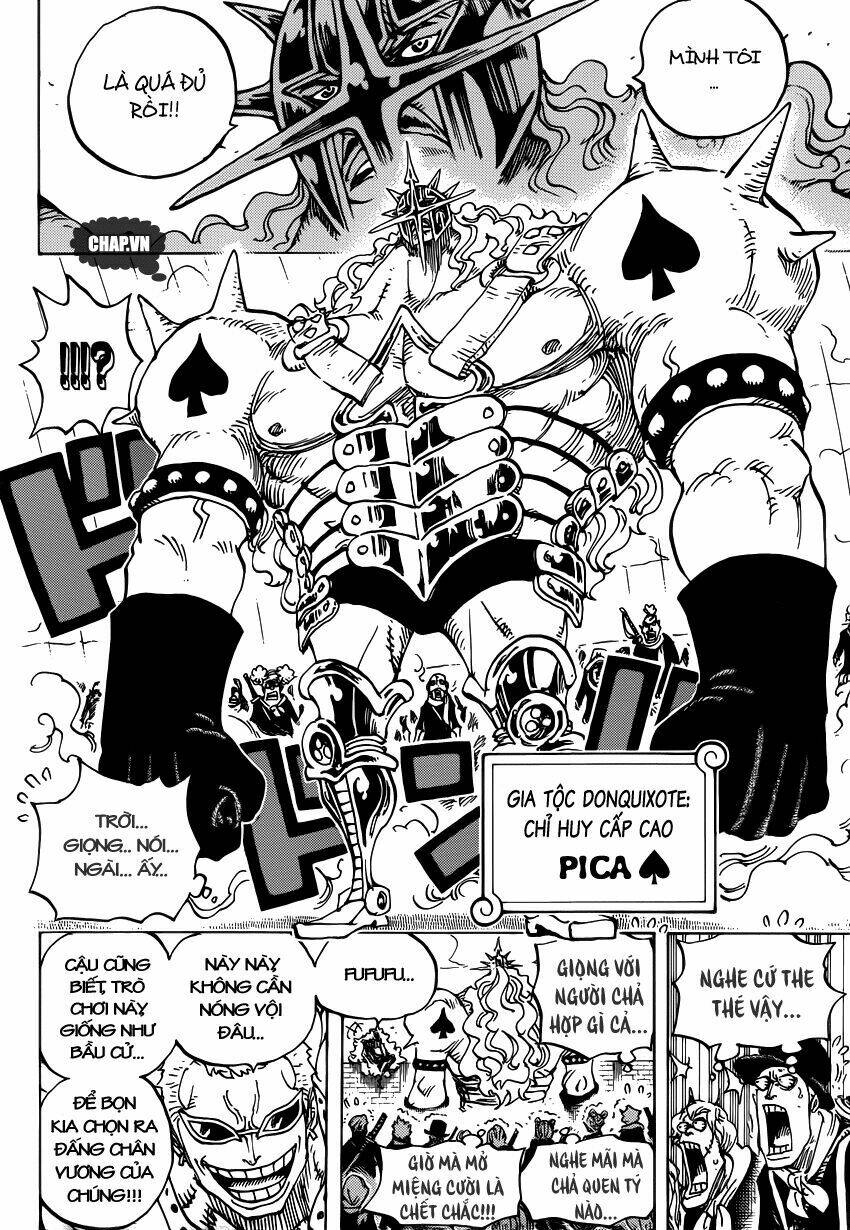 MÌNH TÔI
...
LÀ QUÁ ĐỦ
RỒI!!
CHAP.VN
!!!?
ド
ド
ド
ン
TRỜI...
GIỌNG.. NÓI...
NGÀI... ẤY...
GIA TỘC DONQUIXOTE:
CHỈ HUY CẤP CAO
PICA♠
NGHE CỨ THE
THÉ VẬY...
GIỌNG VỚI
NGƯỜI CHẢ
HỢP GÌ CẢ...
NGHE MÃI MÀ
CHẢ QUEN TÝ
NÀO...
GIỜ MÀ MỞ
MIỆNG CƯỜI LÀ
CHẾT CHẮC!!!
FUFUFU...
NÀY NÀY,
KHÔNG CẦN
NÓNG VỘI
ĐÂU...
CẬU CŨNG
BIẾT, TRÒ
CHƠI NÀY,
GIỐNG NHƯ
BẦU CỬ...
ĐỂ BỌN
KIA CHỌN RA
ĐẤNG CHÂN
VƯƠNG CỦA
CHÚNG!!!